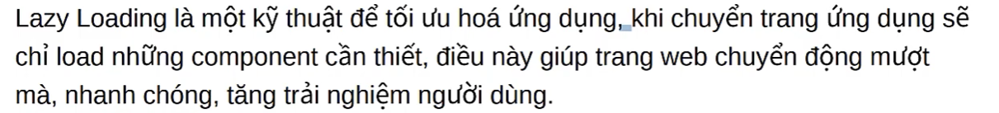 Lazy Loading là một kỹ thuật để tối ưu hoá ứng dụng, khi chuyển trang ứng dụng sẽ
chỉ load những component cần thiết, điều này giúp trang web chuyển động mượt
mà, nhanh chóng, tăng trải nghiệm người dùng.